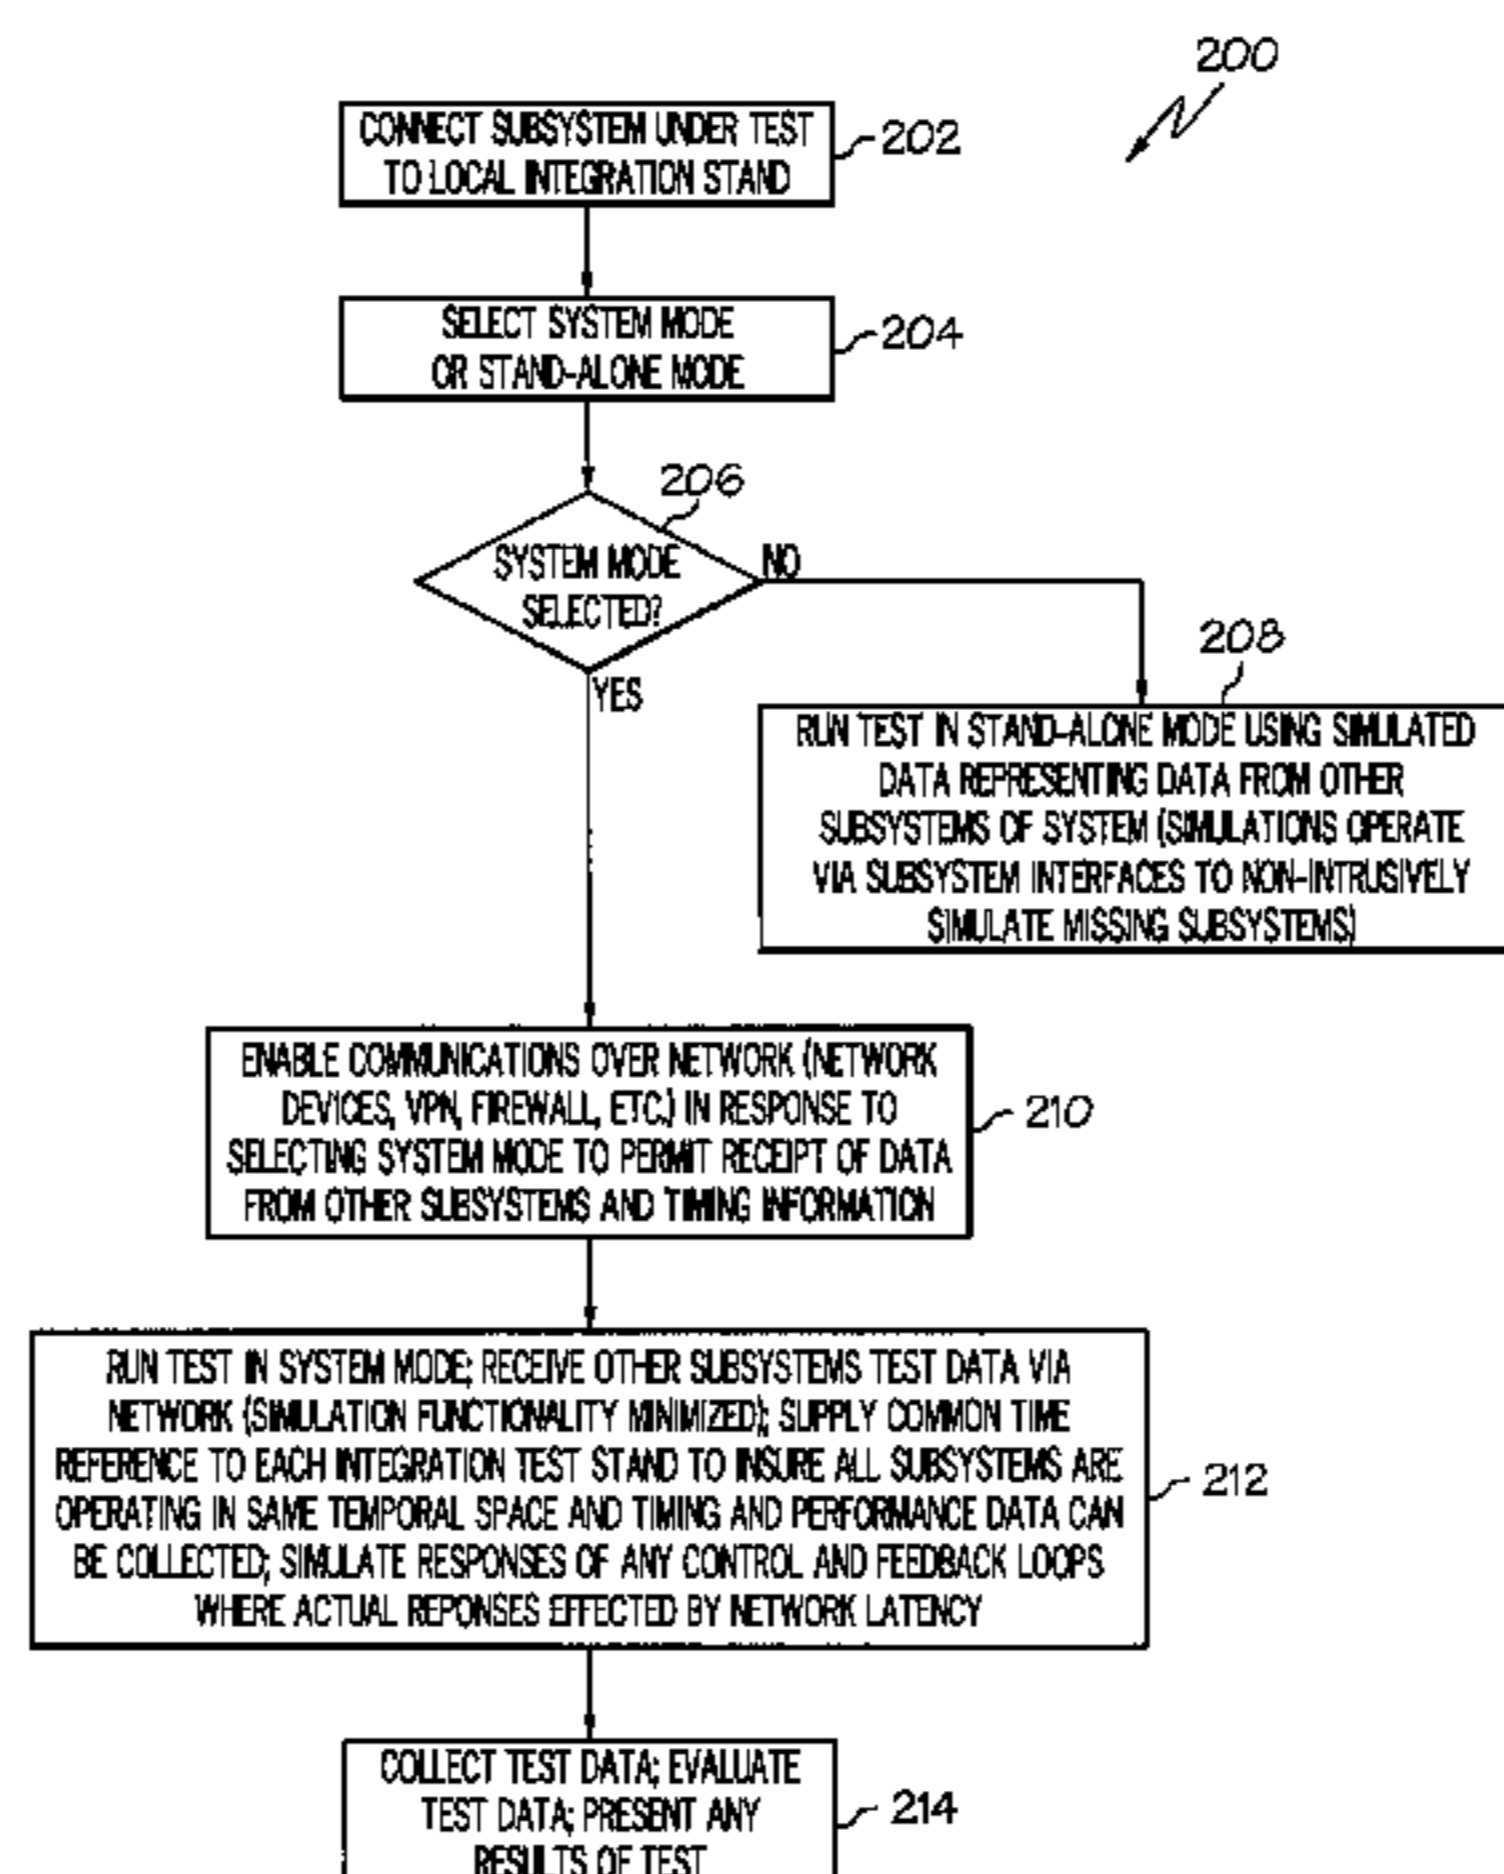 200
CONNECT SUBSYSTEM UNDER TEST
TO LOCAL INTEGRATION STAND
202
SELECT SYSTEM MODE
OR STAND-ALONE MODE
204
206
SYSTEM MODE
SELECTED?
NO
YES
208
RUN TEST IN STAND-ALONE MODE USING SIMULATED
DATA REPRESENTING DATA FROM OTHER
SUBSYSTEMS OF SYSTEM (SIMULATIONS OPERATE
VIA SUBSYSTEM INTERFACES TO NON-INTRUSIVELY
SIMULATE MISSING SUBSYSTEMS)
ENABLE COMMUNICATIONS OVER NETWORK (NETWORK
DEVICES, VPN, FIREWALL, ETC.) IN RESPONSE TO
SELECTING SYSTEM MODE TO PERMIT RECEIPT OF DATA
FROM OTHER SUBSYSTEMS AND TIMING INFORMATION
210
RUN TEST IN SYSTEM MODE; RECEIVE OTHER SUBSYSTEMS TEST DATA VIA
NETWORK (SIMULATION FUNCTIONALITY MINIMIZED); SUPPLY COMMON TIME
REFERENCE TO EACH INTEGRATION TEST STAND TO INSURE ALL SUBSYSTEMS ARE
OPERATING IN SAME TEMPORAL SPACE AND TIMING AND PERFORMANCE DATA CAN
BE COLLECTED; SIMULATE RESPONSES OF ANY CONTROL AND FEEDBACK LOOPS
WHERE ACTUAL REPONSES EFFECTED BY NETWORK LATENCY
212
COLLECT TEST DATA; EVALUATE
TEST DATA; PRESENT ANY
RESULTS OF TEST
214